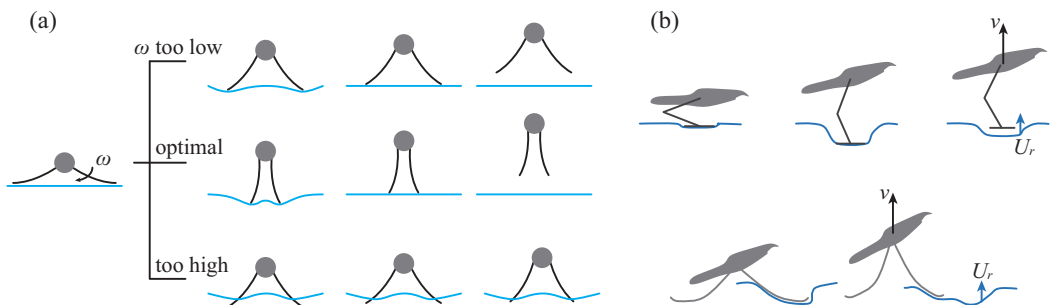 (a)
ω too low
optimal
too high
ω
(b)
v
U_r
v
U_r